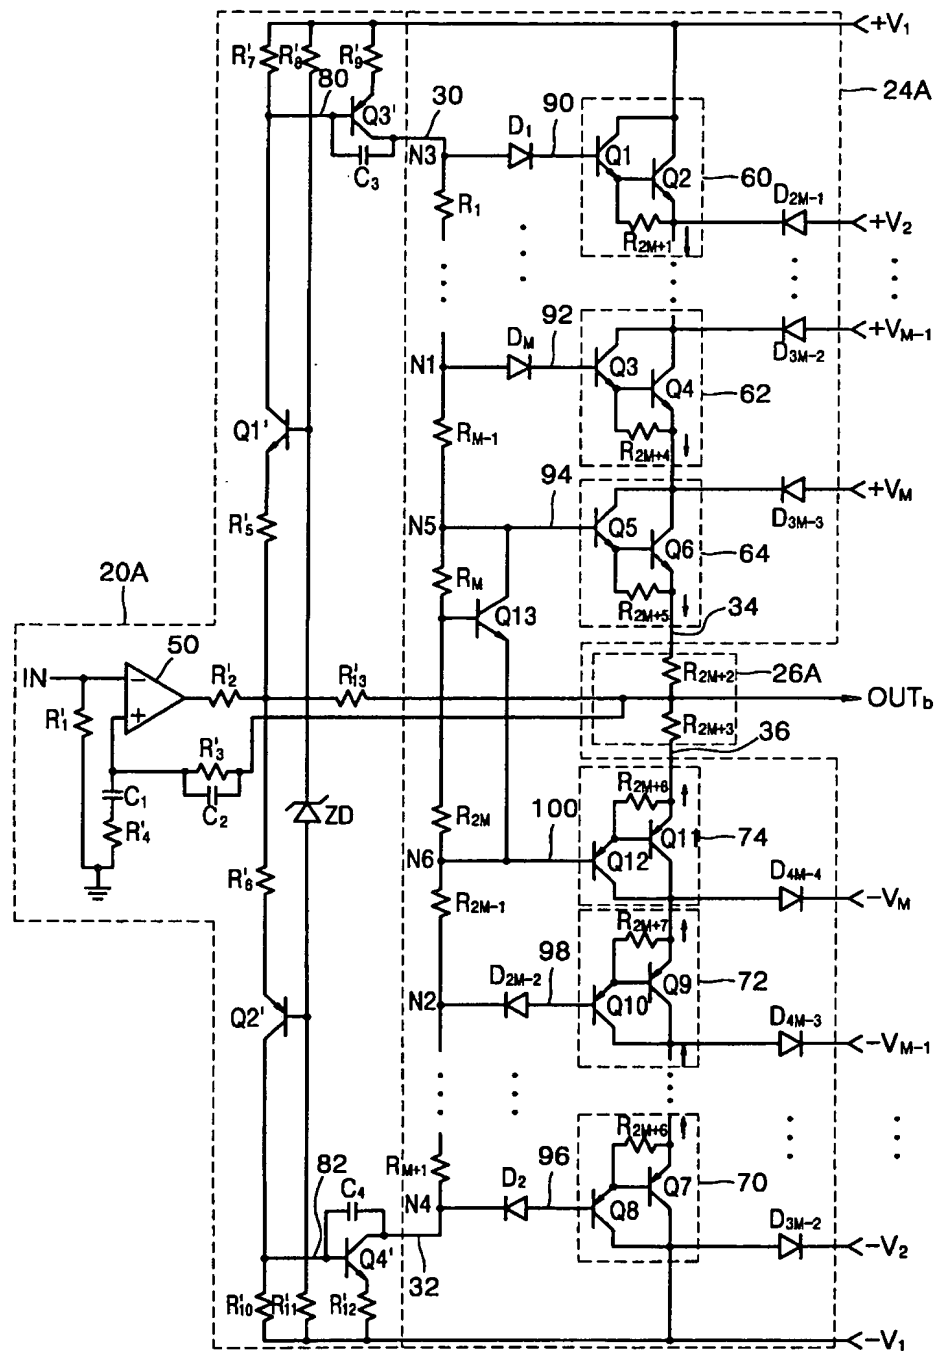 +V1
R'7
R'8
R'9
80
30
24A
Q3'
N3
C3
D1
90
Q1
Q2
60
R1
R2M+1
D2M-1
+V2
DM
92
D3M-2
+VM-1
N1
Q3
Q4
62
RM-1
R2M+4
Q1'
94
D3M-3
+VM
N5
Q5
Q6
64
R'5
RM
Q13
R2M+5
34
20A
50
IN
R'2
R'13
R2M+2
26A
OUTb
R'1
R'3
R2M+3
36
C1
C2
R'4
ZD
R2M
R2M+8
100
Q11
74
R'6
N6
Q12
D4M-4
-VM
R2M-1
R2M+7
98
D2M-2
Q9
72
Q2'
N2
Q10
D4M-3
-VM-1
RM+1
R2M+6
82
C4
D2
96
Q7
70
N4
Q8
D3M-2
-V2
Q4'
32
R'10
R'11
R'12
-V1